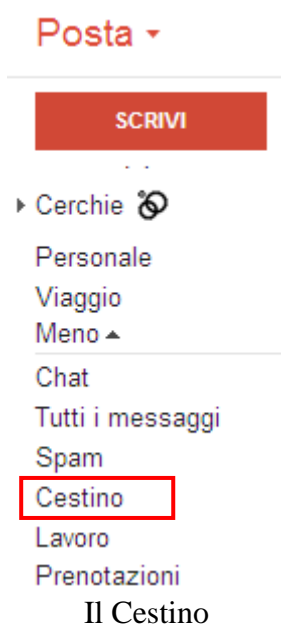 Posta
SCRIVI
Cerchie
Personale
Viaggio
Meno
Chat
Tutti i messaggi
Spam
Cestino
Lavoro
Prenotazioni
Il Cestino